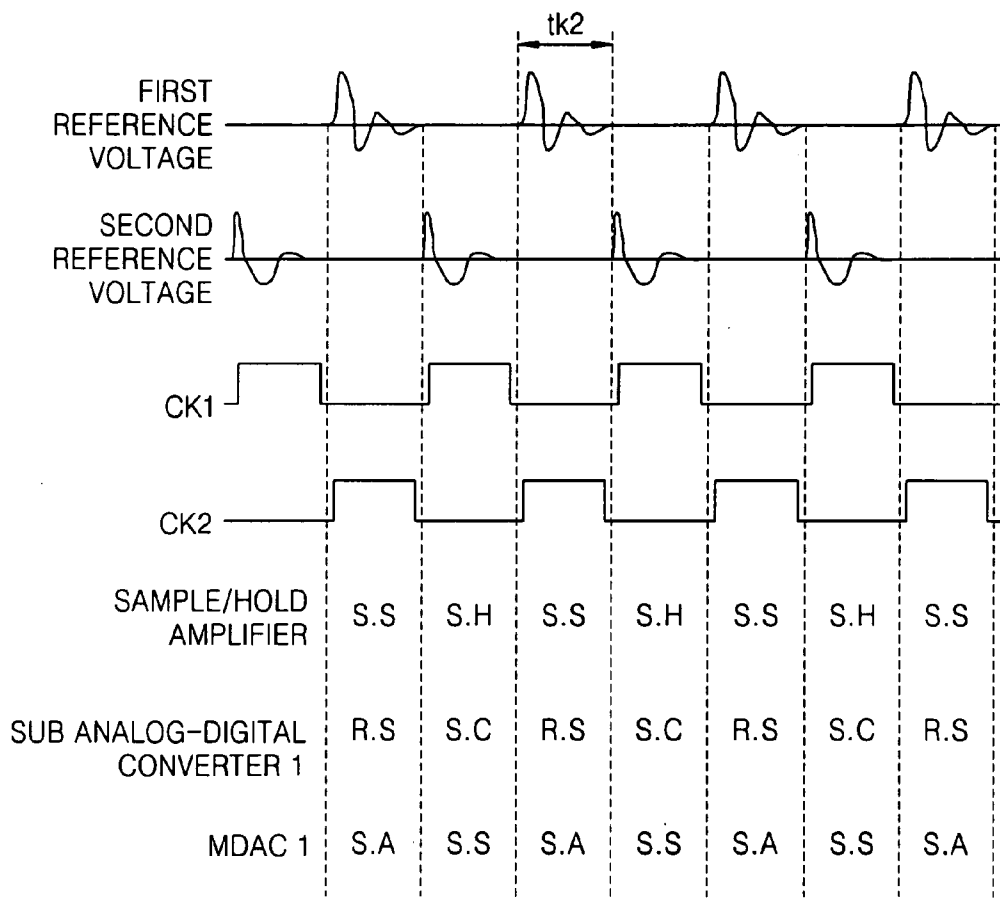 tk2
FIRST
REFERENCE
VOLTAGE
SECOND
REFERENCE
VOLTAGE
CK1
CK2
SAMPLE/HOLD
AMPLIFIER
S.S S.H S.S S.H S.S S.H S.S
SUB ANALOG-DIGITAL
CONVERTER 1
R.S S.C R.S S.C R.S S.C R.S
MDAC 1 S.A S.S S.A S.S S.A S.S S.A